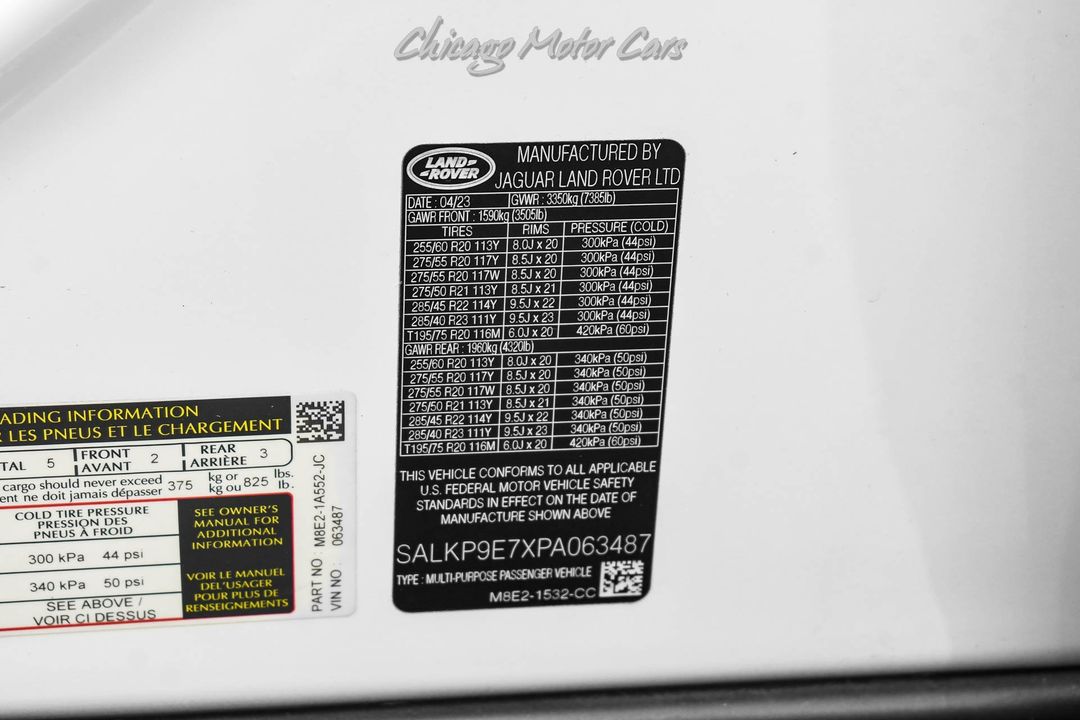 Chicago Motor Cars
LAND-
-ROVER
MANUFACTURED BY
JAGUAR LAND ROVER LTD
DATE : 04/23 GVWR : 3350kg (7385lb)
GAWR FRONT : 1590kg (3505lb)
TIRES RIMS PRESSURE (COLD)
255/60 R20 113Y 8.0J x 20 300kPa (44psi)
275/55 R20 117Y 8.5J x 20 300kPa (44psi)
275/55 R20 117W 8.5J x 20 300kPa (44psi)
275/50 R21 113Y 8.5J x 21 300kPa (44psi)
285/45 R22 114Y 9.5J x 22 300kPa (44psi)
285/40 R23 111Y 9.5J x 23 300kPa (44psi)
T195/75 R20 116M 6.0J x 20 420kPa (60psi)
GAWR REAR : 1960kg (4320lb)
255/60 R20 113Y 8.0J x 20 340kPa (50psi)
275/55 R20 117Y 8.5J x 20 340kPa (50psi)
275/55 R20 117W 8.5J x 20 340kPa (50psi)
275/50 R21 113Y 8.5J x 21 340kPa (50psi)
285/45 R22 114Y 9.5J x 22 340kPa (50psi)
285/40 R23 111Y 9.5J x 23 340kPa (50psi)
T195/75 R20 116M 6.0J x 20 420kPa (60psi)
THIS VEHICLE CONFORMS TO ALL APPLICABLE
U.S. FEDERAL MOTOR VEHICLE SAFETY
STANDARDS IN EFFECT ON THE DATE OF
MANUFACTURE SHOWN ABOVE
SALKP9E7XPA063487
TYPE : MULTI-PURPOSE PASSENGER VEHICLE
M8E2-1532-CC
ADING INFORMATION
R LES PNEUS ET LE CHARGEMENT
TAL 5 FRONT AVANT 2 REAR ARRIÈRE 3
cargo should never exceed 375 kg or 825 lbs.
ent ne doit jamais dépasser kg ou lb.
COLD TIRE PRESSURE
PRESSION DES
PNEUS À FROID
300 kPa 44 psi
340 kPa 50 psi
SEE ABOVE /
VOIR CI DESSUS
SEE OWNER'S
MANUAL FOR
ADDITIONAL
INFORMATION
VOIR LE MANUEL
DEL'USAGER
POUR PLUS DE
RENSEIGNEMENTS
PART NO : M8E2-1A552-JC
VIN NO : 063487